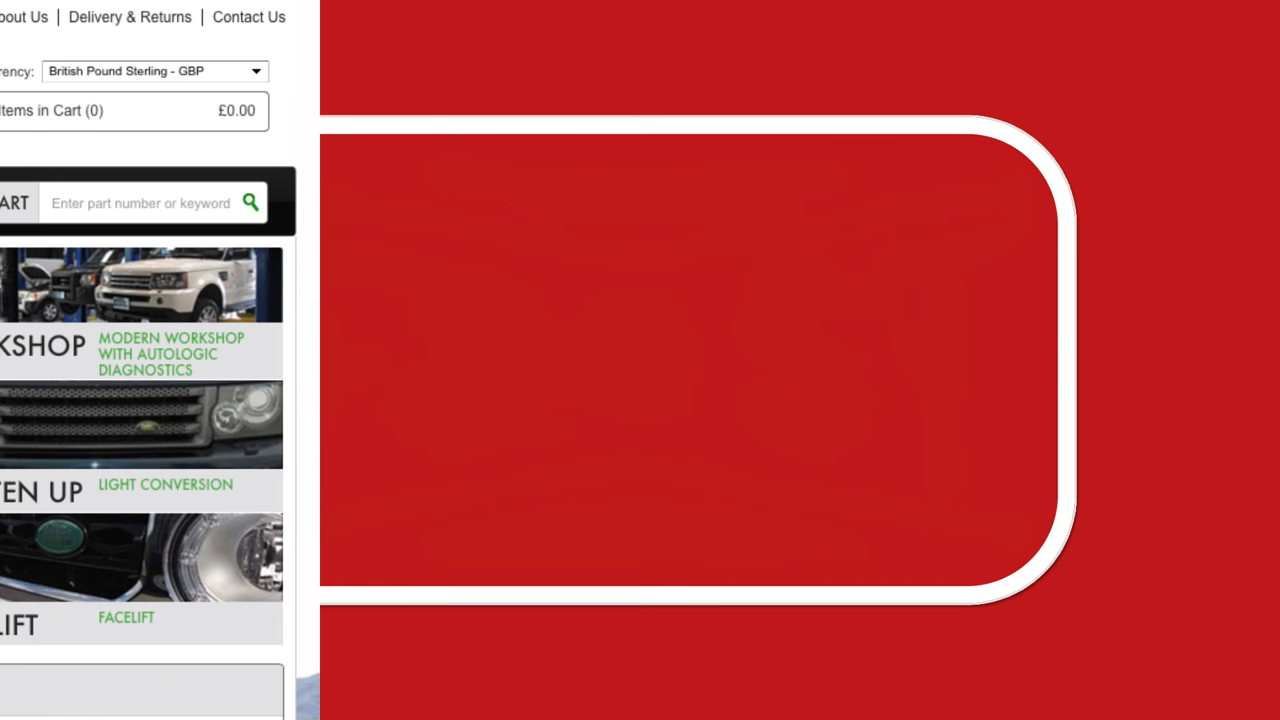 bout Us | Delivery & Returns | Contact Us
rency: British Pound Sterling - GBP
Items in Cart (0) £0.00
ART Enter part number or keyword
KSHOP MODERN WORKSHOP
WITH AUTOLOGIC
DIAGNOSTICS
TEN UP LIGHT CONVERSION
LIFT FACELIFT